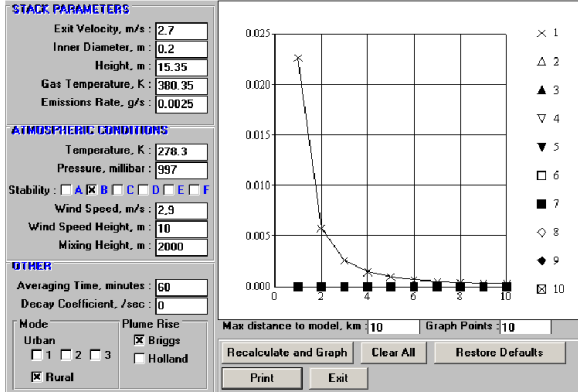 STACK PARAMETERS
Exit Velocity, m/s : 2.7
Inner Diameter, m : 0.2
Height, m : 15.35
Gas Temperature, K : 380.35
Emissions Rate, g/s : 0.0025
ATMOSPHERIC CONDITIONS
Temperature, K : 278.3
Pressure, millibar : 997
Stability : A B C D E F
Wind Speed, m/s : 2,9
Wind Speed Height, m : 10
Mixing Height, m : 2000
OTHER
Averaging Time, minutes : 60
Decay Coefficient, /sec : 0
Mode
Urban
1 2 3
Rural
Plume Rise
Briggs
Holland
0.025
0.020
0.015
0.010
0.005
0.000
0 2 4 6 8 10
1
2
3
4
5
6
7
8
9
10
Max distance to model, km : 10 Graph Points : 10
Recalculate and Graph Clear All Restore Defaults
Print Exit